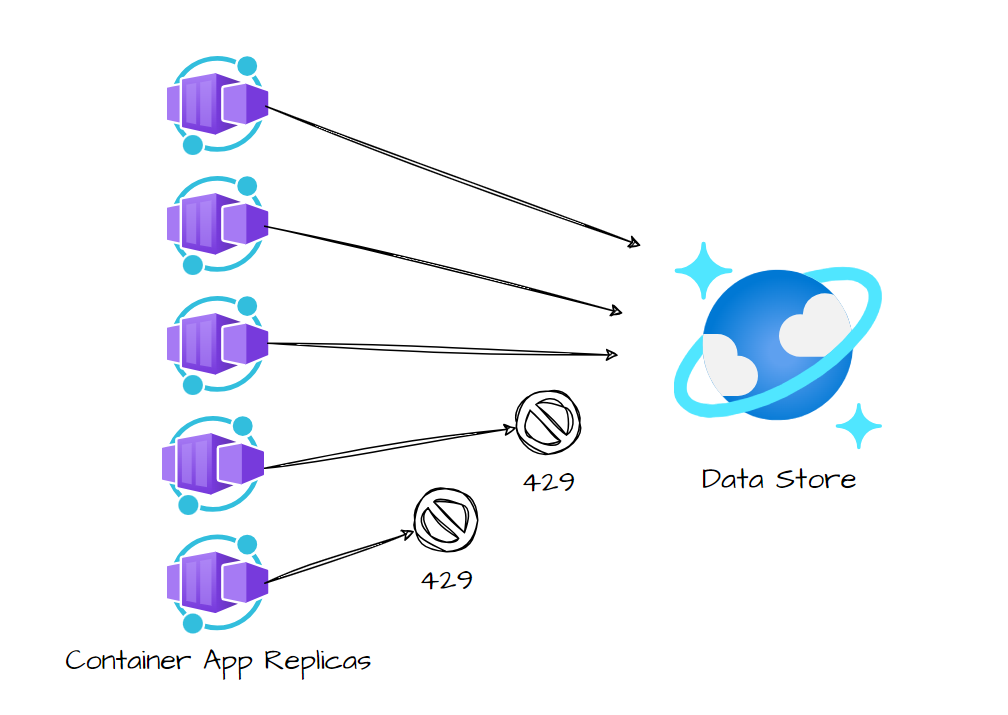 429
Data Store
429
Container App Replicas